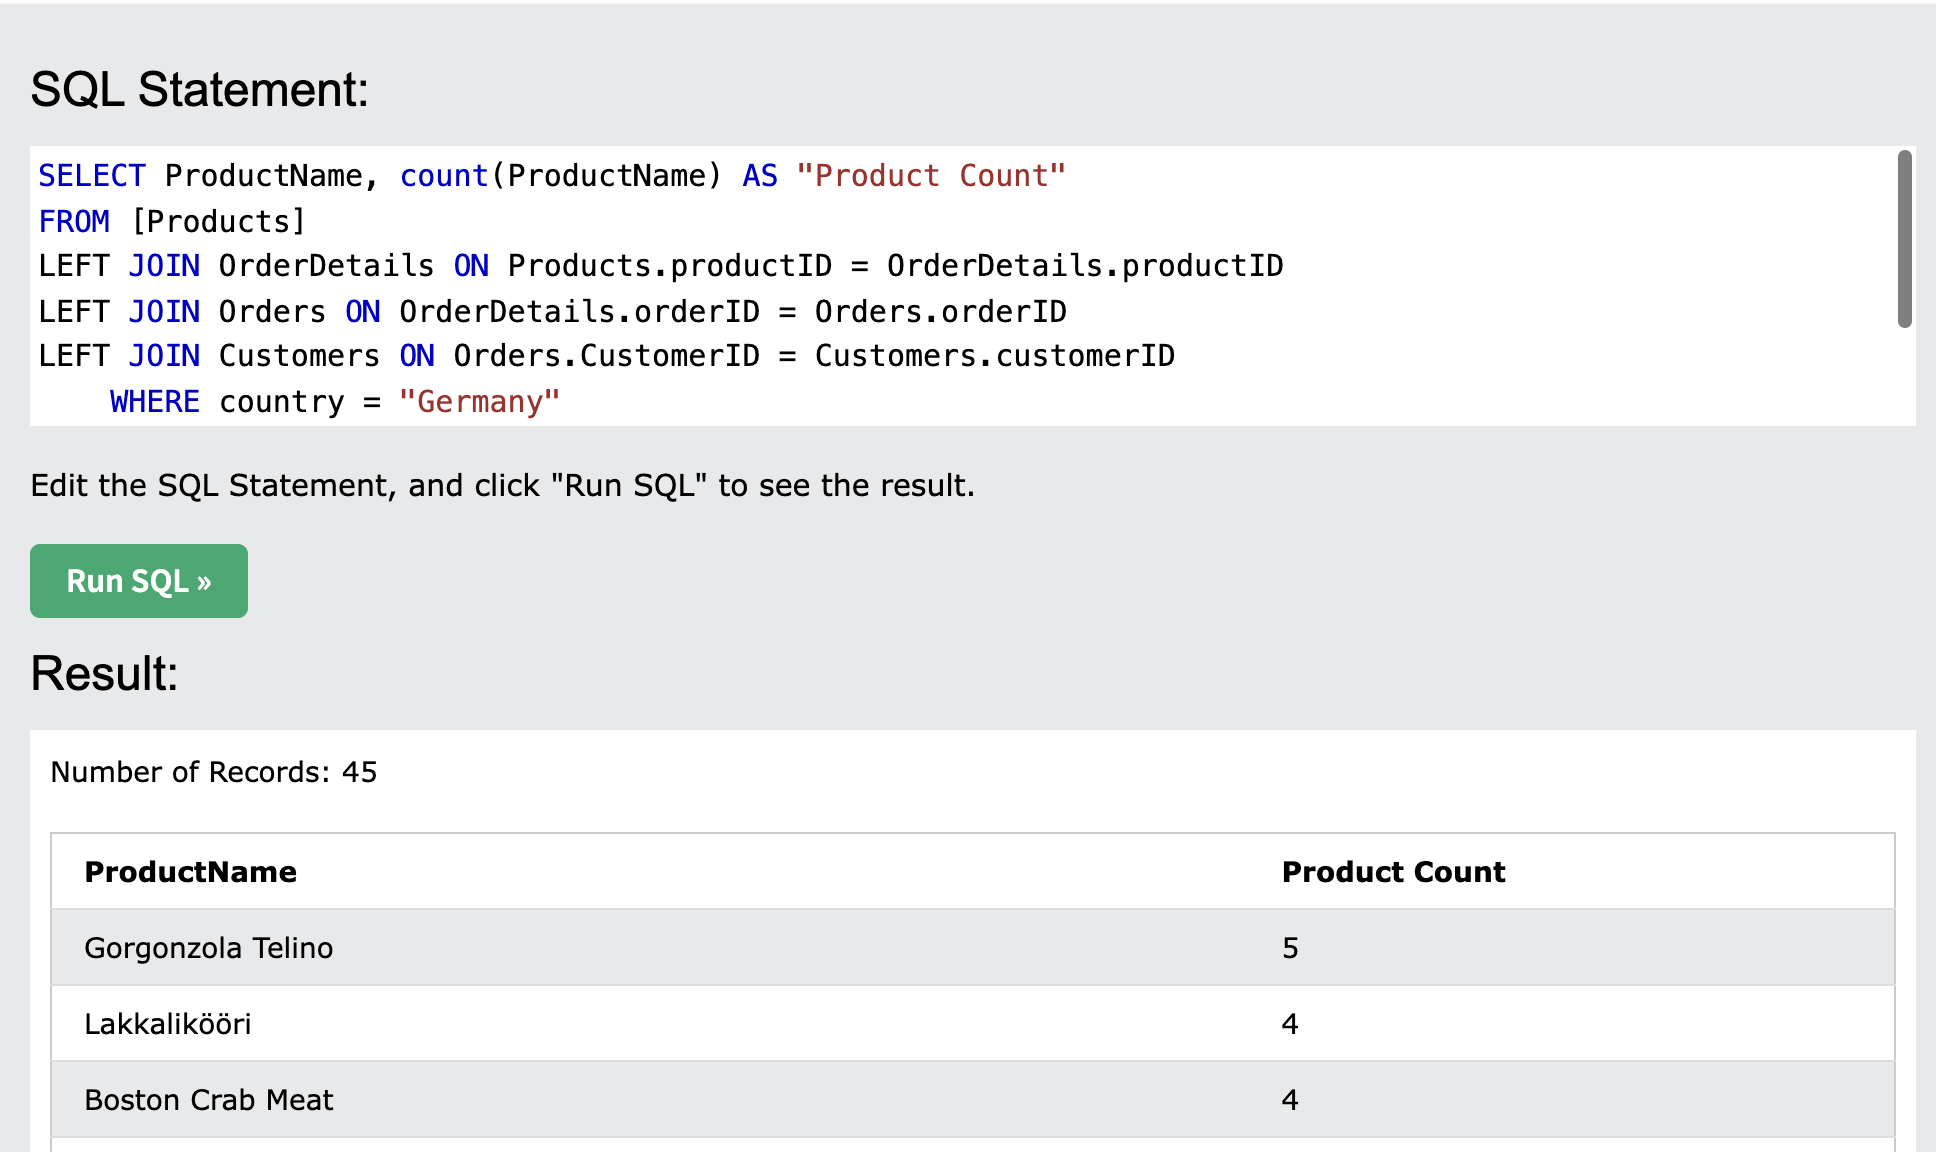 SQL Statement:
SELECT ProductName, count(ProductName) AS "Product Count"
FROM [Products]
LEFT JOIN OrderDetails ON Products.productID = OrderDetails.productID
LEFT JOIN Orders ON OrderDetails.orderID = Orders.orderID
LEFT JOIN Customers ON Orders.CustomerID = Customers.customerID
    WHERE country = "Germany"
Edit the SQL Statement, and click "Run SQL" to see the result.
Run SQL »
Result:
Number of Records: 45
ProductName Product Count
Gorgonzola Telino 5
Lakkalikööri 4
Boston Crab Meat 4